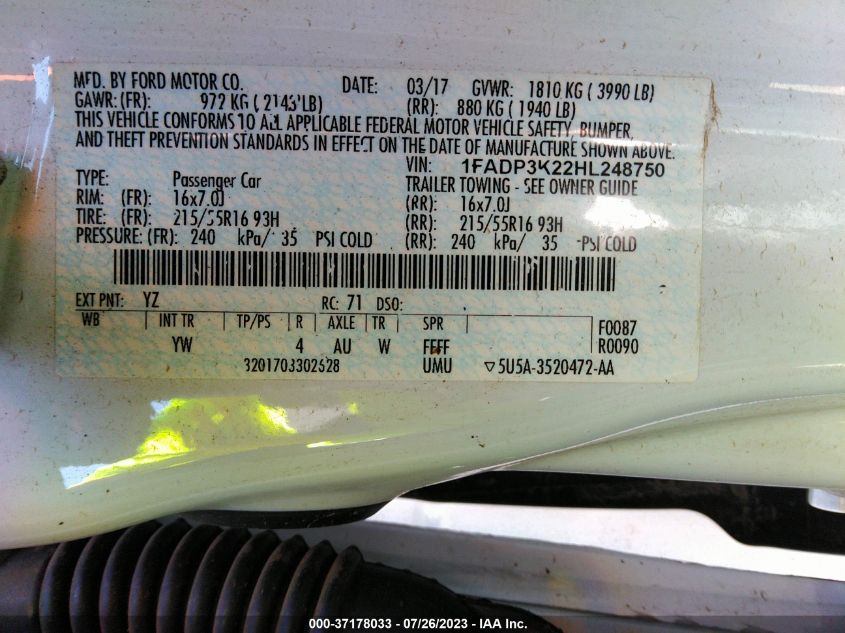 MFD. BY FORD MOTOR CO. DATE: 03/17 GVWR: 1810 KG ( 3990 LB)
GAWR: (FR): 972 KG ( 2143 LB) (RR): 880 KG ( 1940 LB)
THIS VEHICLE CONFORMS TO ALL APPLICABLE FEDERAL MOTOR VEHICLE SAFETY, BUMPER,
AND THEFT PREVENTION STANDARDS IN EFFECT ON THE DATE OF MANUFACTURE SHOWN ABOVE.
VIN: 1FADP3K22HL248750
TYPE: Passenger Car TRAILER TOWING - SEE OWNER GUIDE
RIM: (FR): 16x7.0J (RR): 16x7.0J
TIRE: (FR): 215/55R16 93H (RR): 215/55R16 93H
PRESSURE: (FR): 240 kPa/ 35 PSI COLD (RR): 240 kPa/ 35 PSI COLD
EXT PNT: YZ RC: 71 DSO:
WB INT TR TP/PS R AXLE TR SPR F0087
YW 4 AU W FFFF R0090
3201703302628 UMU ▽5U5A-3520472-AA
000-37178033 - 07/26/2023 - IAA Inc.